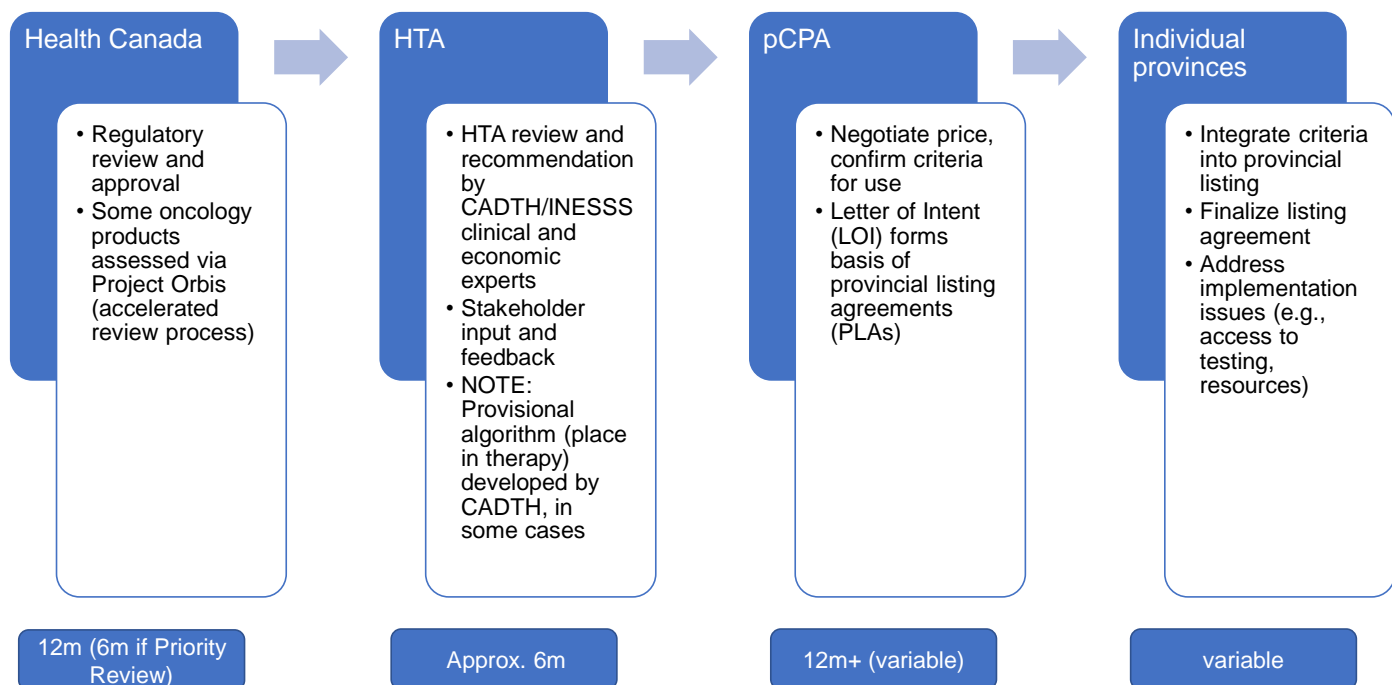 Health Canada
• Regulatory
review and
approval
• Some oncology
products
assessed via
Project Orbis
(accelerated
review process)
12m (6m if Priority
Review)
HTA
• HTA review and
recommendation
by
CADTH/INESSS
clinical and
economic
experts
• Stakeholder
input and
feedback
• NOTE:
Provisional
algorithm (place
in therapy)
developed by
CADTH, in
some cases
Approx. 6m
pCPA
• Negotiate price,
confirm criteria
for use
• Letter of Intent
(LOI) forms
basis of
provincial listing
agreements
(PLAs)
12m+ (variable)
Individual
provinces
• Integrate criteria
into provincial
listing
• Finalize listing
agreement
• Address
implementation
issues (e.g.,
access to
testing,
resources)
variable